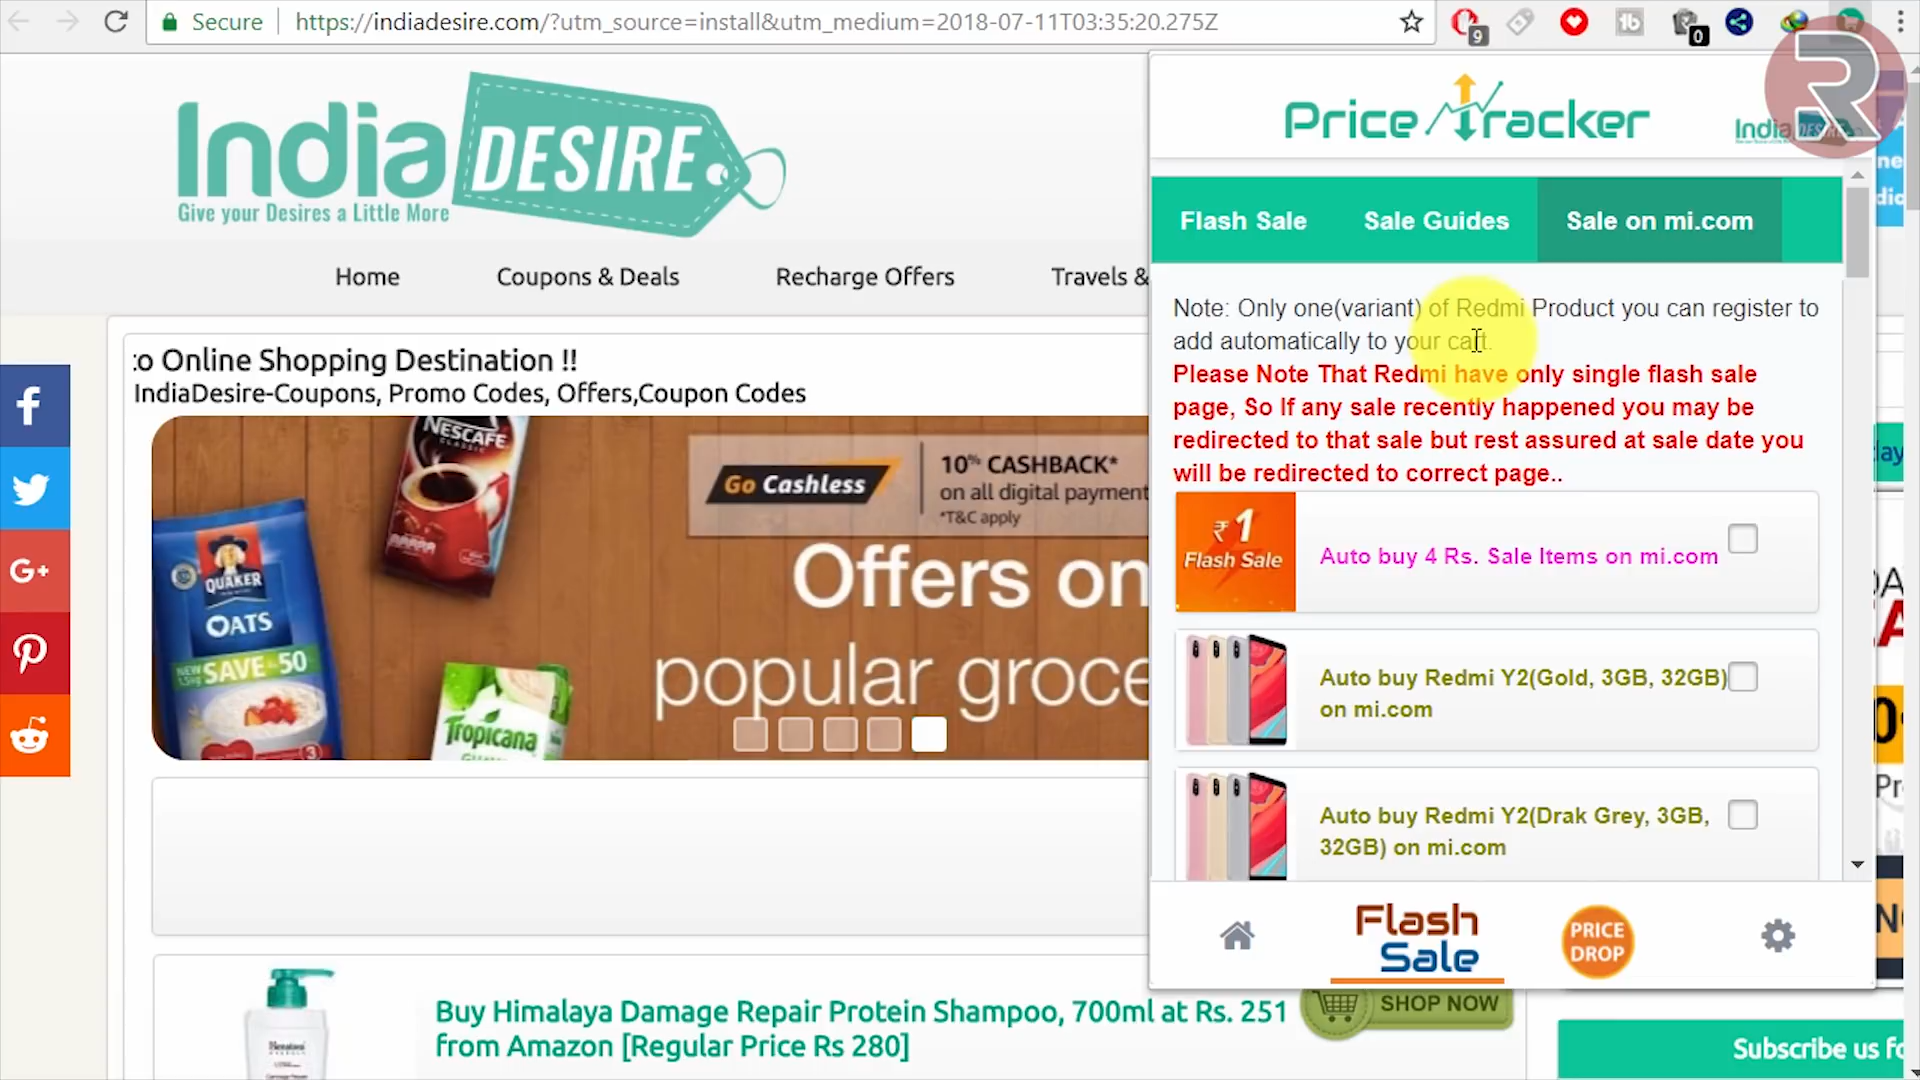 Secure
https://indiadesire.com/?utm_source=install&utm_medium=2018-07-11T03:35:20.275Z
9
0
India DESIRE
Give your Desires a Little More
Home
Coupons & Deals
Recharge Offers
Travels &
Price Tracker
India
Flash Sale
Sale Guides
Sale on mi.com
Note: Only one(variant) of Redmi Product you can register to
add automatically to your cart.
Please Note That Redmi have only single flash sale
page, So If any sale recently happened you may be
redirected to that sale but rest assured at sale date you
will be redirected to correct page..
₹1
Flash Sale
Auto buy 4 Rs. Sale Items on mi.com
Auto buy Redmi Y2(Gold, 3GB, 32GB)
on mi.com
Auto buy Redmi Y2(Drak Grey, 3GB,
32GB) on mi.com
Flash
Sale
PRICE
DROP
to Online Shopping Destination !!
IndiaDesire-Coupons, Promo Codes, Offers,Coupon Codes
NESCAFÉ
CLASSIC
Go Cashless
10% CASHBACK*
on all digital payment
*T&C apply
Offers on
popular groce
QUAKER
OATS
SAVE ₹50
Tropicana
f
G+
Buy Himalaya Damage Repair Protein Shampoo, 700ml at Rs. 251
from Amazon [Regular Price Rs 280]
SHOP NOW
Himalaya
Subscribe us fo